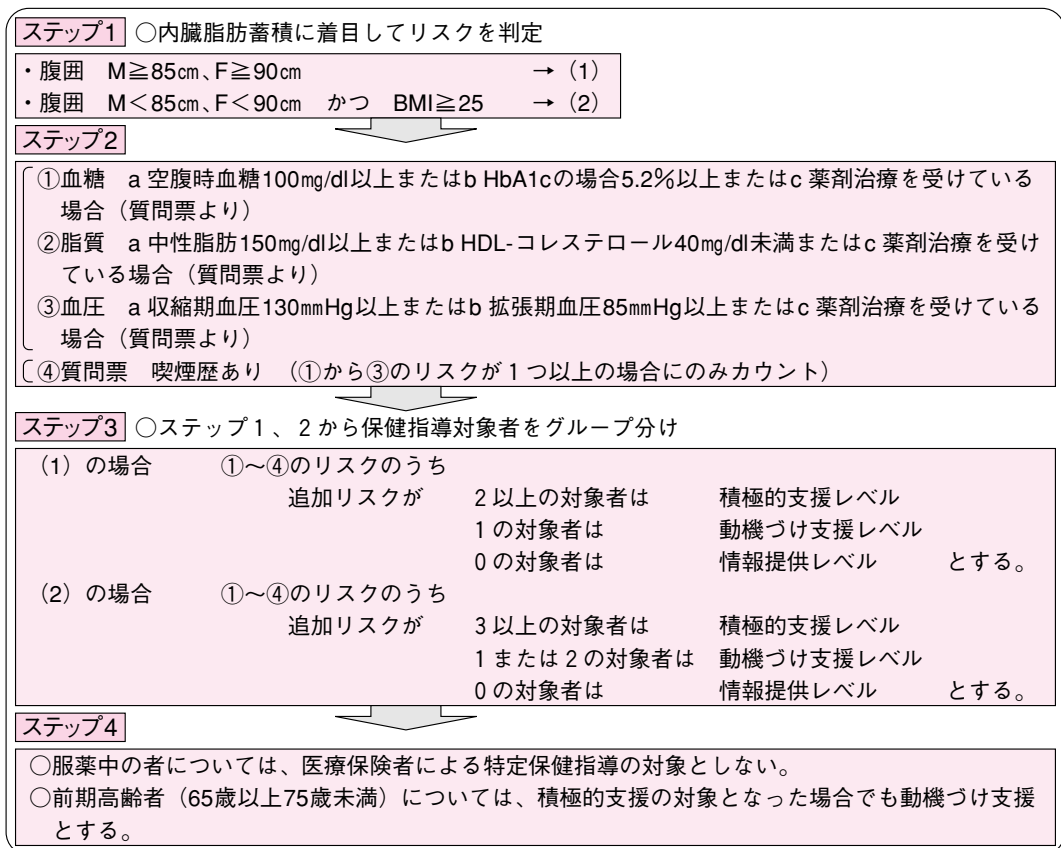 ステップ1 ○内臓脂肪蓄積に着目してリスクを判定
・腹囲 M≧85㎝、F≧90㎝ → (1)
・腹囲 M<85㎝、F<90㎝ かつ BMI≧25 → (2)
ステップ2
①血糖 a 空腹時血糖100㎎/dl以上またはb HbA1cの場合5.2%以上またはc 薬剤治療を受けている
場合(質問票より)
②脂質 a 中性脂肪150㎎/dl以上またはb HDL-コレステロール40㎎/dl未満またはc 薬剤治療を受け
ている場合(質問票より)
③血圧 a 収縮期血圧130㎜Hg以上またはb 拡張期血圧85㎜Hg以上またはc 薬剤治療を受けている
場合(質問票より)
④質問票 喫煙歴あり (①から③のリスクが1つ以上の場合にのみカウント)
ステップ3 ○ステップ1、2から保健指導対象者をグループ分け
(1)の場合 ①~④のリスクのうち
追加リスクが 2以上の対象者は 積極的支援レベル
1の対象者は 動機づけ支援レベル
0の対象者は 情報提供レベル とする。
(2)の場合 ①~④のリスクのうち
追加リスクが 3以上の対象者は 積極的支援レベル
1または2の対象者は 動機づけ支援レベル
0の対象者は 情報提供レベル とする。
ステップ4
○服薬中の者については、医療保険者による特定保健指導の対象としない。
○前期高齢者(65歳以上75歳未満)については、積極的支援の対象となった場合でも動機づけ支援
とする。